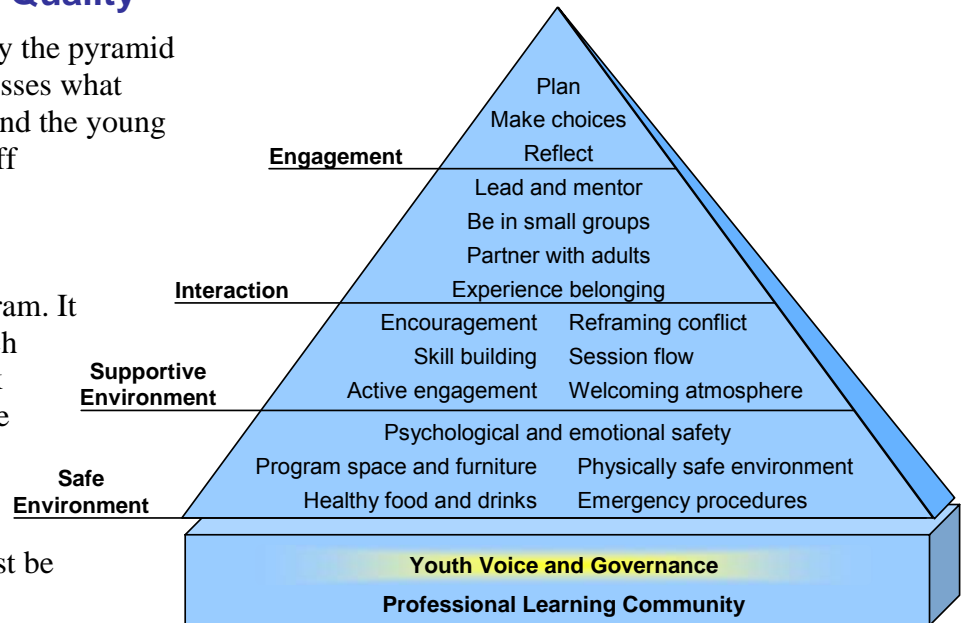 Quality
y the pyramid
sses what
nd the young
ff
ram. It
h
e
st be
Plan
Make choices
Reflect
Engagement
Lead and mentor
Be in small groups
Partner with adults
Experience belonging
Interaction
Encouragement Reframing conflict
Skill building Session flow
Active engagement Welcoming atmosphere
Supportive
Environment
Psychological and emotional safety
Program space and furniture Physically safe environment
Healthy food and drinks Emergency procedures
Safe
Environment
Youth Voice and Governance
Professional Learning Community